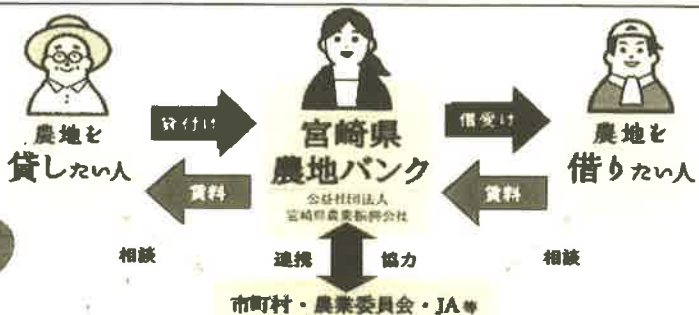 農地を
貸したい人
貸付け
賃料
宮崎県
農地バンク
公益社団法人
宮崎県農業振興公社
借受け
賃料
農地を
借りたい人
相談
連携
協力
相談
市町村・農業委員会・JA等